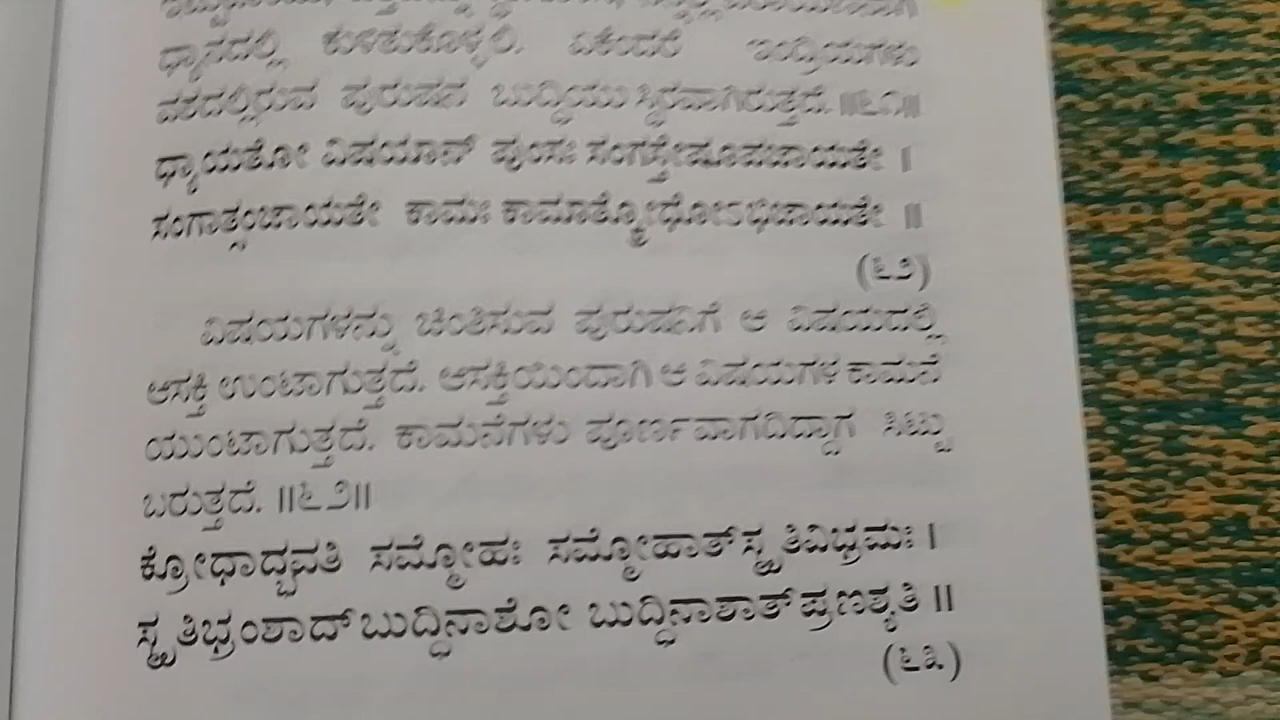 ಧ್ಯಾನದಲ್ಲಿ ಕುಳಿತುಕೊಳ್ಳಲಿ. ಏಕೆಂದರೆ ಇಂದ್ರಿಯಗಳು
ವಶದಲ್ಲಿರುವ ಪುರುಷನ ಬುದ್ಧಿಯು ಸ್ಥಿರವಾಗಿರುತ್ತದೆ. ॥೬೧॥
ಧ್ಯಾಯತೋ ವಿಷಯಾನ್ ಪುಂಸಃ ಸಂಗಸ್ತೇಷೂಪಜಾಯತೇ ।
ಸಂಗಾತ್ಸಂಜಾಯತೇ ಕಾಮಃ ಕಾಮಾತ್ಕ್ರೋಧೋಽಭಿಜಾಯತೇ ॥
(೬೨)
ವಿಷಯಗಳನ್ನು ಚಿಂತಿಸುವ ಪುರುಷನಿಗೆ ಆ ವಿಷಯದಲ್ಲಿ
ಆಸಕ್ತಿ ಉಂಟಾಗುತ್ತದೆ. ಆಸಕ್ತಿಯಿಂದಾಗಿ ಆ ವಿಷಯಗಳ ಕಾಮನೆ
ಯುಂಟಾಗುತ್ತದೆ. ಕಾಮನೆಗಳು ಪೂರ್ಣವಾಗದಿದ್ದಾಗ ಸಿಟ್ಟು
ಬರುತ್ತದೆ. ॥೬೨॥
ಕ್ರೋಧಾದ್ಭವತಿ ಸಮ್ಮೋಹಃ ಸಮ್ಮೋಹಾತ್ ಸ್ಮೃತಿವಿಭ್ರಮಃ ।
ಸ್ಮೃತಿಭ್ರಂಶಾದ್ ಬುದ್ಧಿನಾಶೋ ಬುದ್ಧಿನಾಶಾತ್ ಪ್ರಣಶ್ಯತಿ ॥
(೬೩)